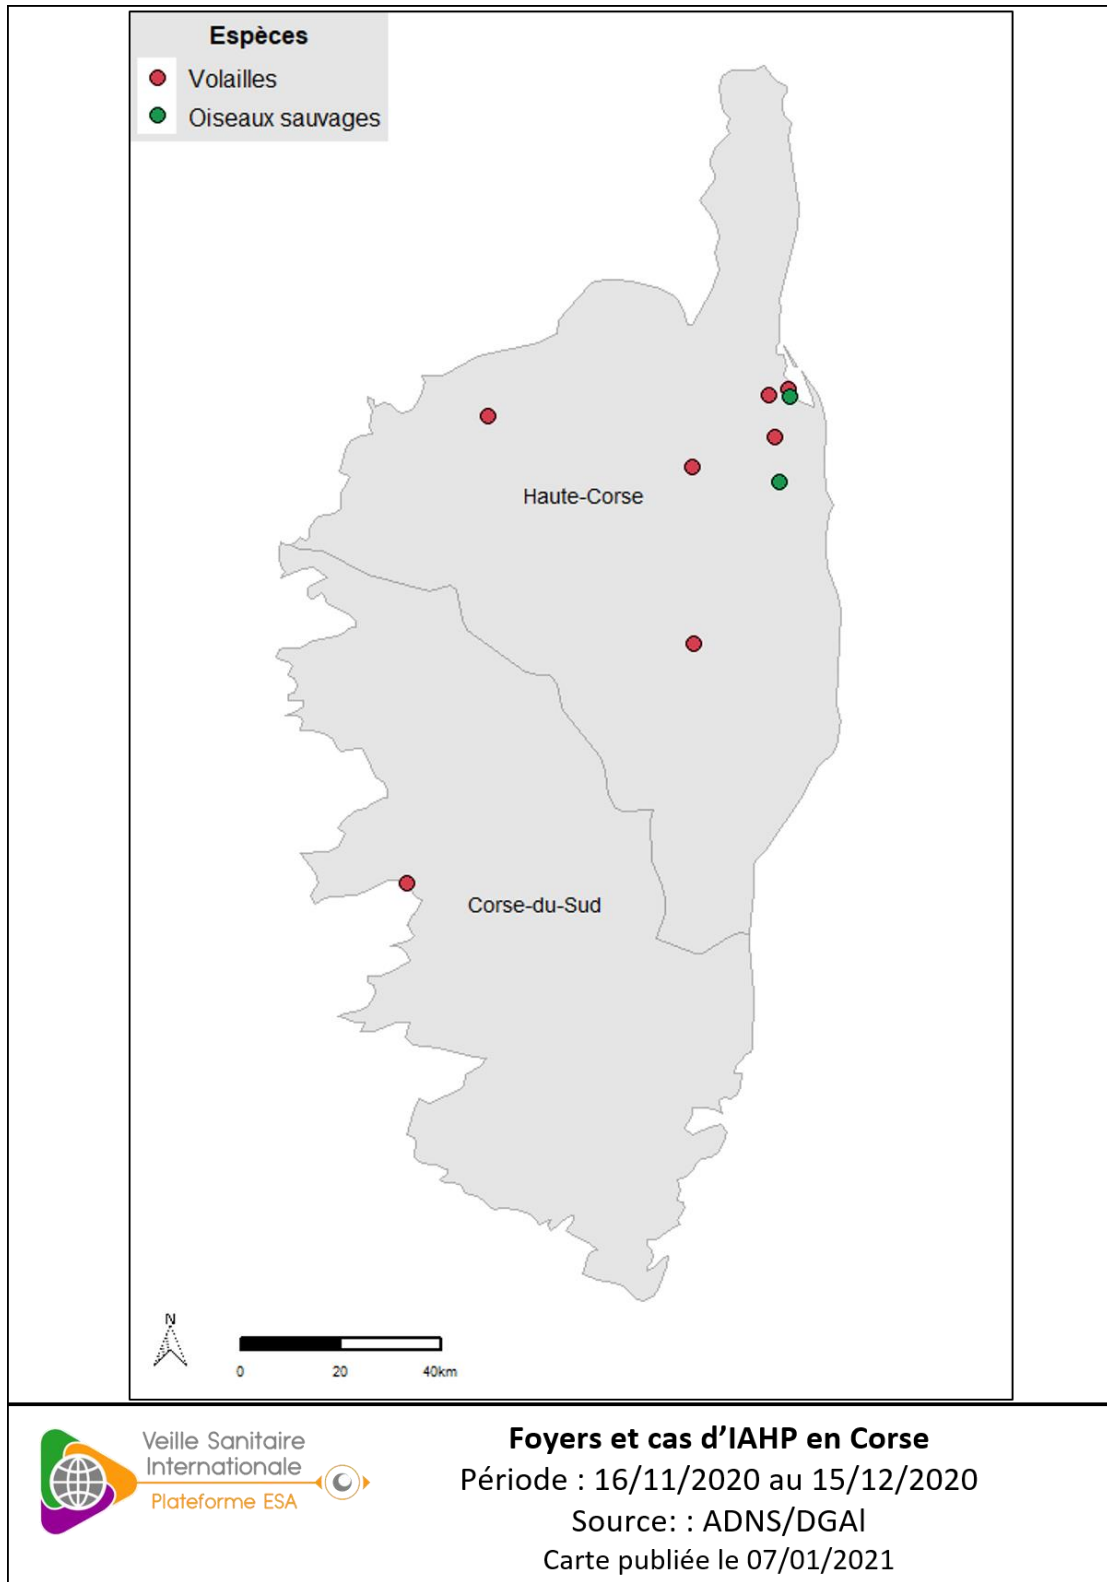 Espèces
Volailles
Oiseaux sauvages
Haute-Corse
Corse-du-Sud
N
0 20 40km
Veille Sanitaire
Internationale
Plateforme ESA
Foyers et cas d’IAHP en Corse
Période : 16/11/2020 au 15/12/2020
Source: : ADNS/DGAl
Carte publiée le 07/01/2021